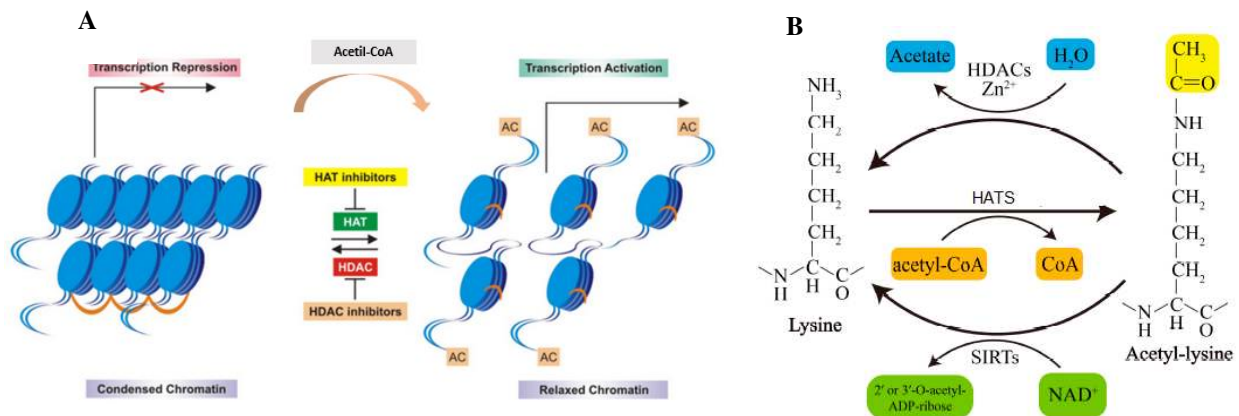 A
Transcription Repression
Acetil-CoA
Transcription Activation
AC
AC
AC
HAT inhibitors
HAT
HDAC
HDAC inhibitors
AC
AC
Condensed Chromatin
Relaxed Chromatin
B
Acetate
HDACs
Zn²⁺
H₂O
CH₃
C=O
NH
CH₂
CH₂
CH₂
CH₂
N
H
H
C
O
Acetyl-lysine
NH₃
CH₂
CH₂
CH₂
CH₂
N
H
H
C
O
Lysine
HATS
acetyl-CoA
CoA
SIRTs
2' or 3'-O-acetyl-
ADP-ribose
NAD⁺